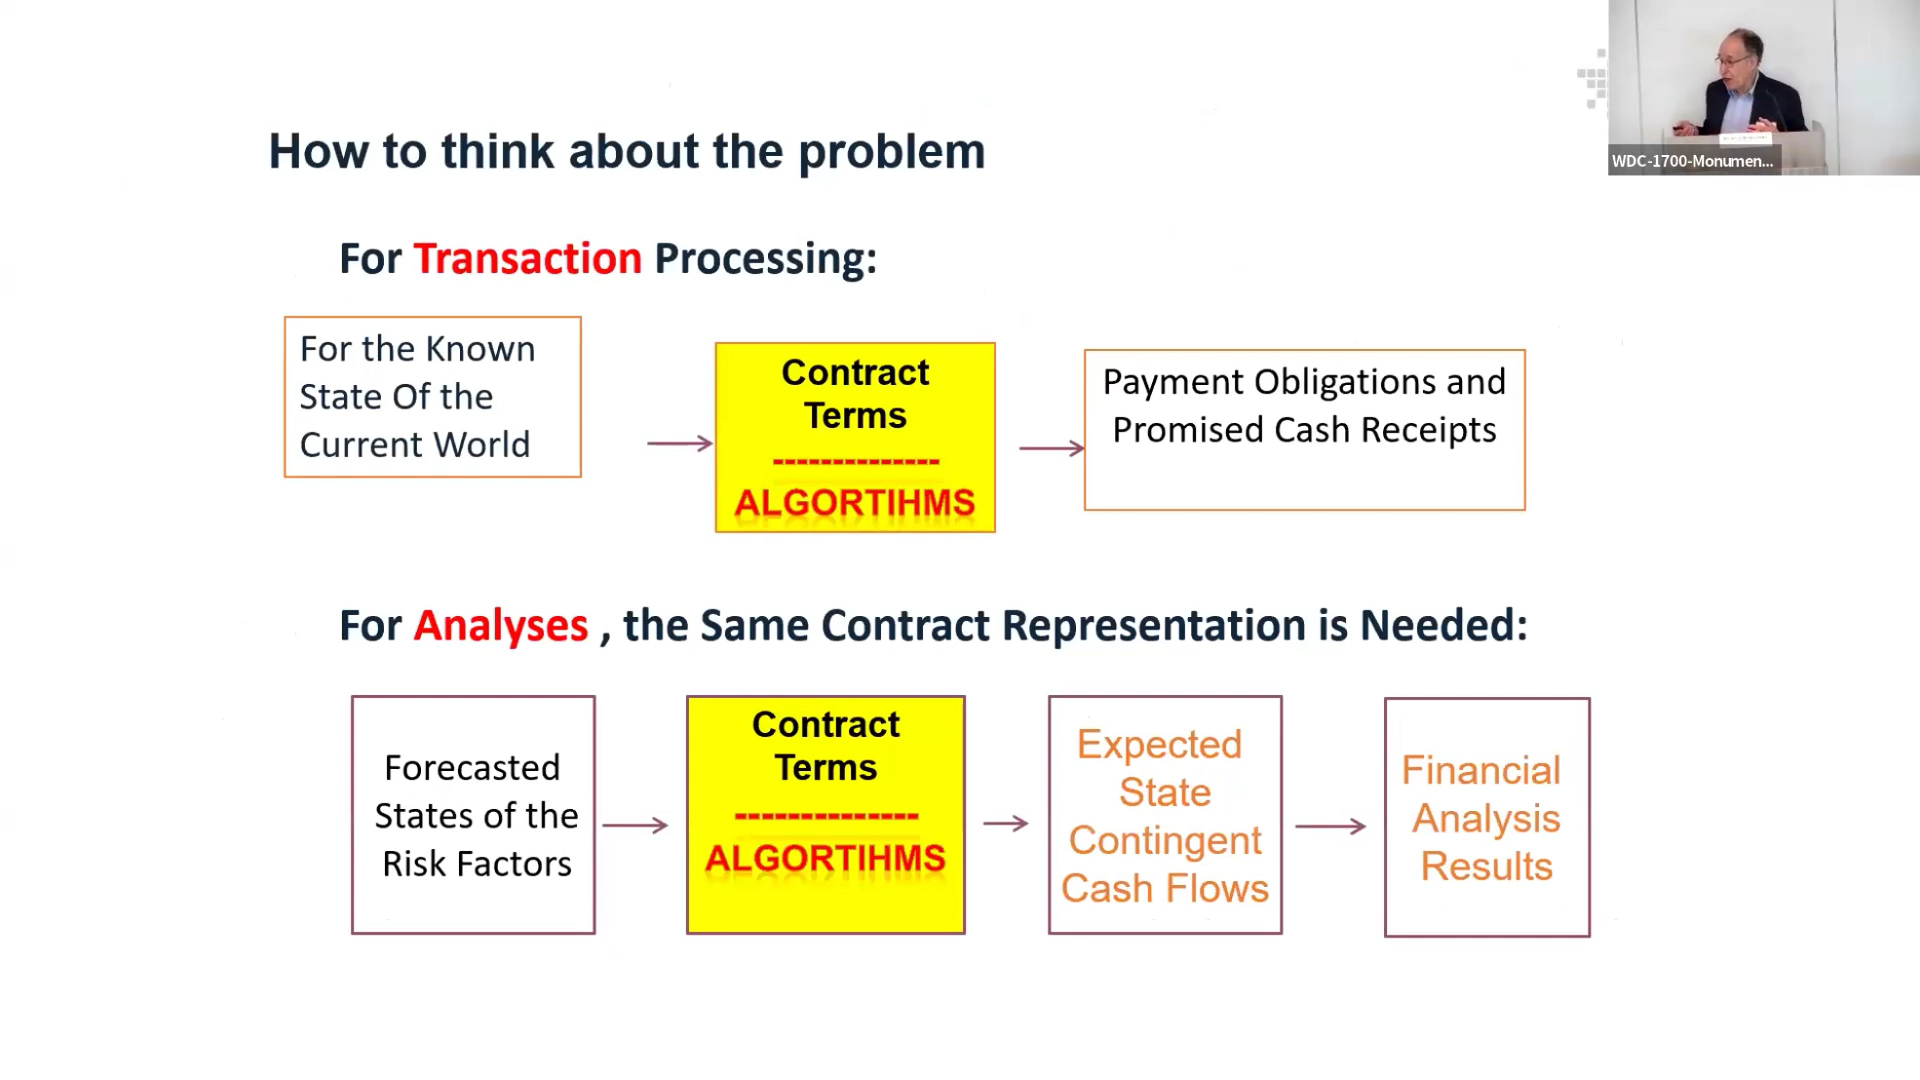 How to think about the problem
WDC-1700-Monumen...
For Transaction Processing:
For the Known
State Of the
Current World
Contract
Terms
--------------
ALGORTIHMS
Payment Obligations and
Promised Cash Receipts
For Analyses , the Same Contract Representation is Needed:
Forecasted
States of the
Risk Factors
Contract
Terms
--------------
ALGORTIHMS
Expected
State
Contingent
Cash Flows
Financial
Analysis
Results